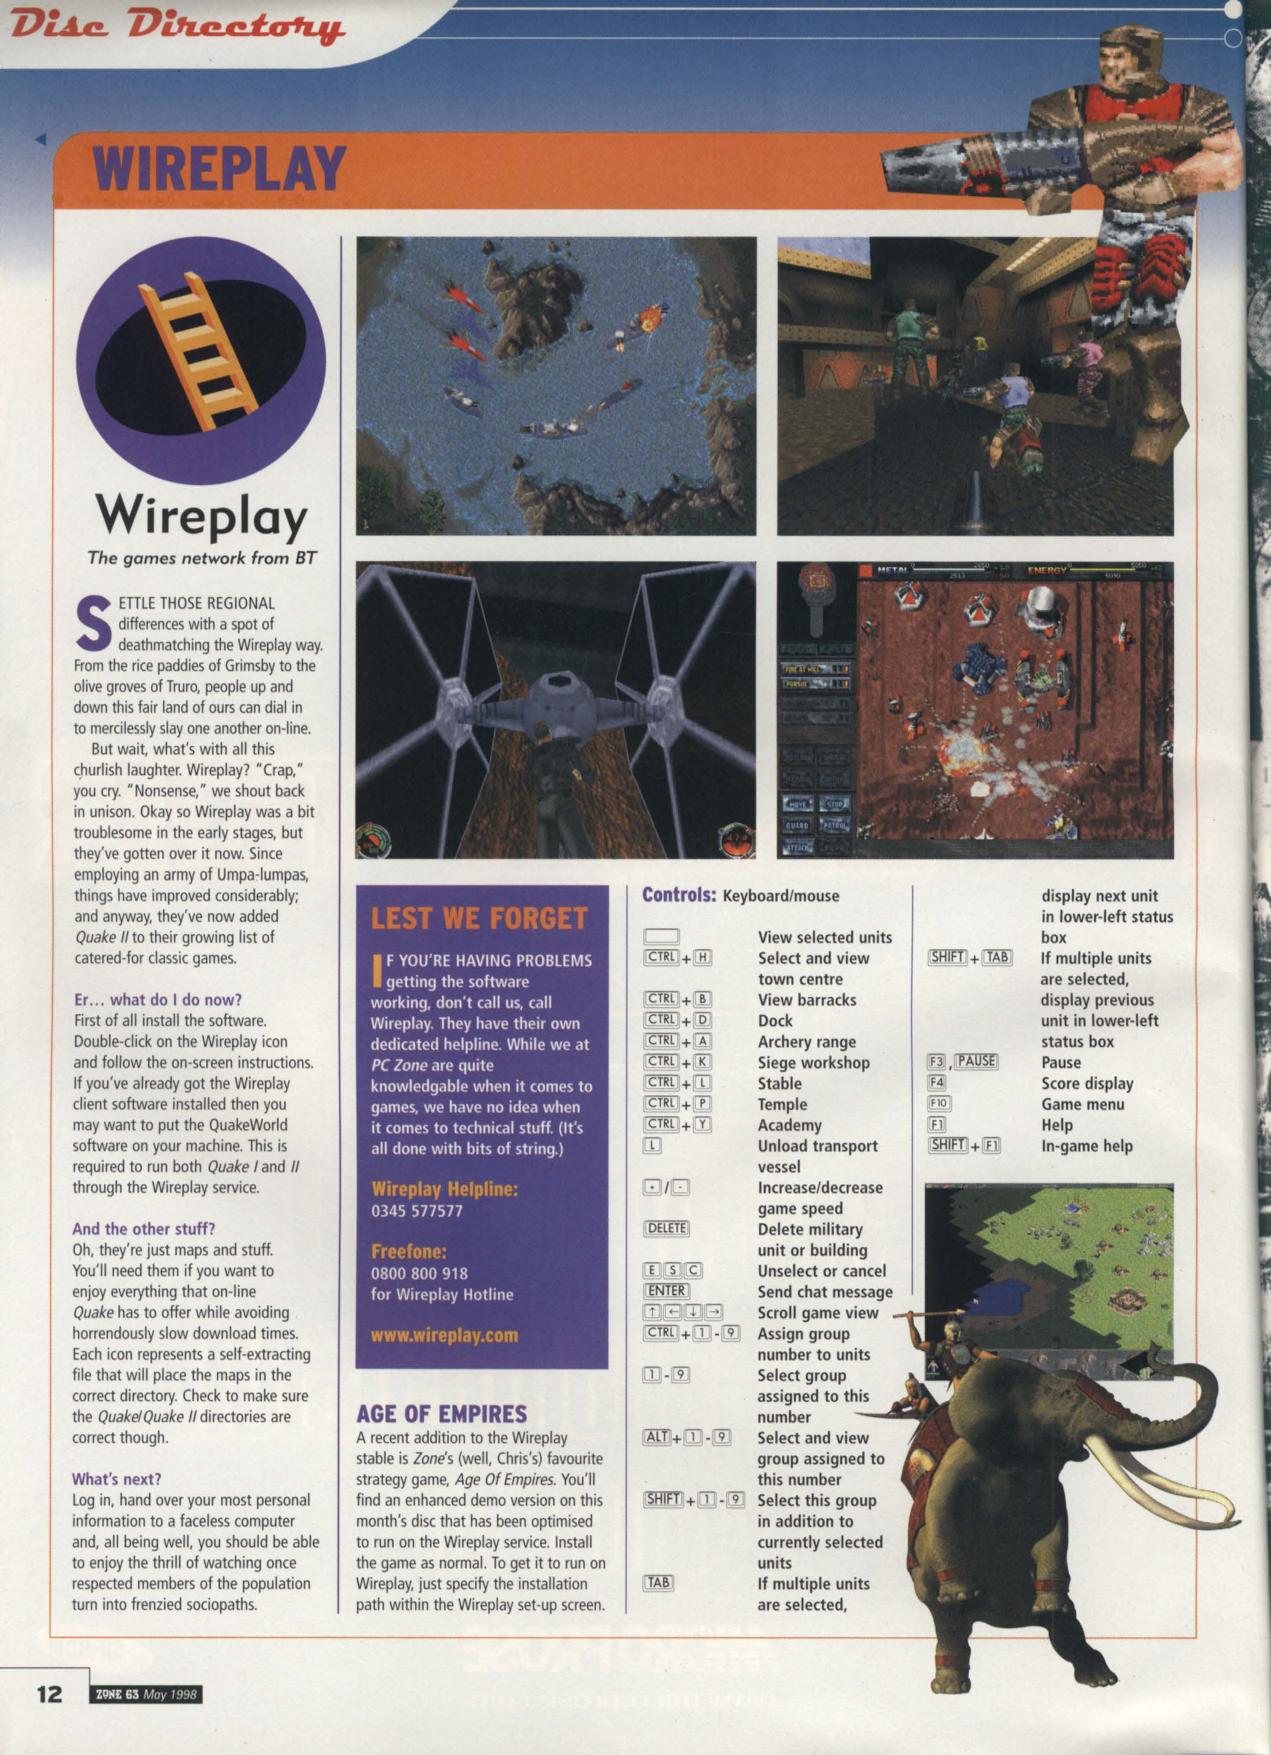 Disc Directory
WIREPLAY
Wireplay
The games network from BT
SETTLE THOSE REGIONAL
differences with a spot of
deathmatching the Wireplay way.
From the rice paddies of Grimsby to the
olive groves of Truro, people up and
down this fair land of ours can dial in
to mercilessly slay one another on-line.
But wait, what's with all this
churlish laughter. Wireplay? "Crap,"
you cry. "Nonsense," we shout back
in unison. Okay so Wireplay was a bit
troublesome in the early stages, but
they've gotten over it now. Since
employing an army of Umpa-lumpas,
things have improved considerably;
and anyway, they've now added
Quake II to their growing list of
catered-for classic games.
Er... what do I do now?
First of all install the software.
Double-click on the Wireplay icon
and follow the on-screen instructions.
If you've already got the Wireplay
client software installed then you
may want to put the QuakeWorld
software on your machine. This is
required to run both Quake I and II
through the Wireplay service.
And the other stuff?
Oh, they're just maps and stuff.
You'll need them if you want to
enjoy everything that on-line
Quake has to offer while avoiding
horrendously slow download times.
Each icon represents a self-extracting
file that will place the maps in the
correct directory. Check to make sure
the Quake/Quake II directories are
correct though.
What's next?
Log in, hand over your most personal
information to a faceless computer
and, all being well, you should be able
to enjoy the thrill of watching once
respected members of the population
turn into frenzied sociopaths.
METAL ENERGY
FIRE AT WILL
PURSUE
MOVE STOP
GUARD PATROL
ATTACK
LEST WE FORGET
IF YOU'RE HAVING PROBLEMS
getting the software
working, don't call us, call
Wireplay. They have their own
dedicated helpline. While we at
PC Zone are quite
knowledgable when it comes to
games, we have no idea when
it comes to technical stuff. (It's
all done with bits of string.)
Wireplay Helpline:
0345 577577
Freefone:
0800 800 918
for Wireplay Hotline
www.wireplay.com
AGE OF EMPIRES
A recent addition to the Wireplay
stable is Zone's (well, Chris's) favourite
strategy game, Age Of Empires. You'll
find an enhanced demo version on this
month's disc that has been optimised
to run on the Wireplay service. Install
the game as normal. To get it to run on
Wireplay, just specify the installation
path within the Wireplay set-up screen.
Controls: Keyboard/mouse
View selected units
CTRL+H Select and view
town centre
CTRL+B View barracks
CTRL+D Dock
CTRL+A Archery range
CTRL+K Siege workshop
CTRL+L Stable
CTRL+P Temple
CTRL+Y Academy
L Unload transport
vessel
+/- Increase/decrease
game speed
DELETE Delete military
unit or building
E S C Unselect or cancel
ENTER Send chat message
↑ ← ↓ → Scroll game view
CTRL+1-9 Assign group
number to units
1-9 Select group
assigned to this
number
ALT+1-9 Select and view
group assigned to
this number
SHIFT+1-9 Select this group
in addition to
currently selected
units
TAB If multiple units
are selected,
display next unit
in lower-left status
box
SHIFT+TAB If multiple units
are selected,
display previous
unit in lower-left
status box
F3, PAUSE Pause
F4 Score display
F10 Game menu
F1 Help
SHIFT+F1 In-game help
12 ZONE 63 May 1998